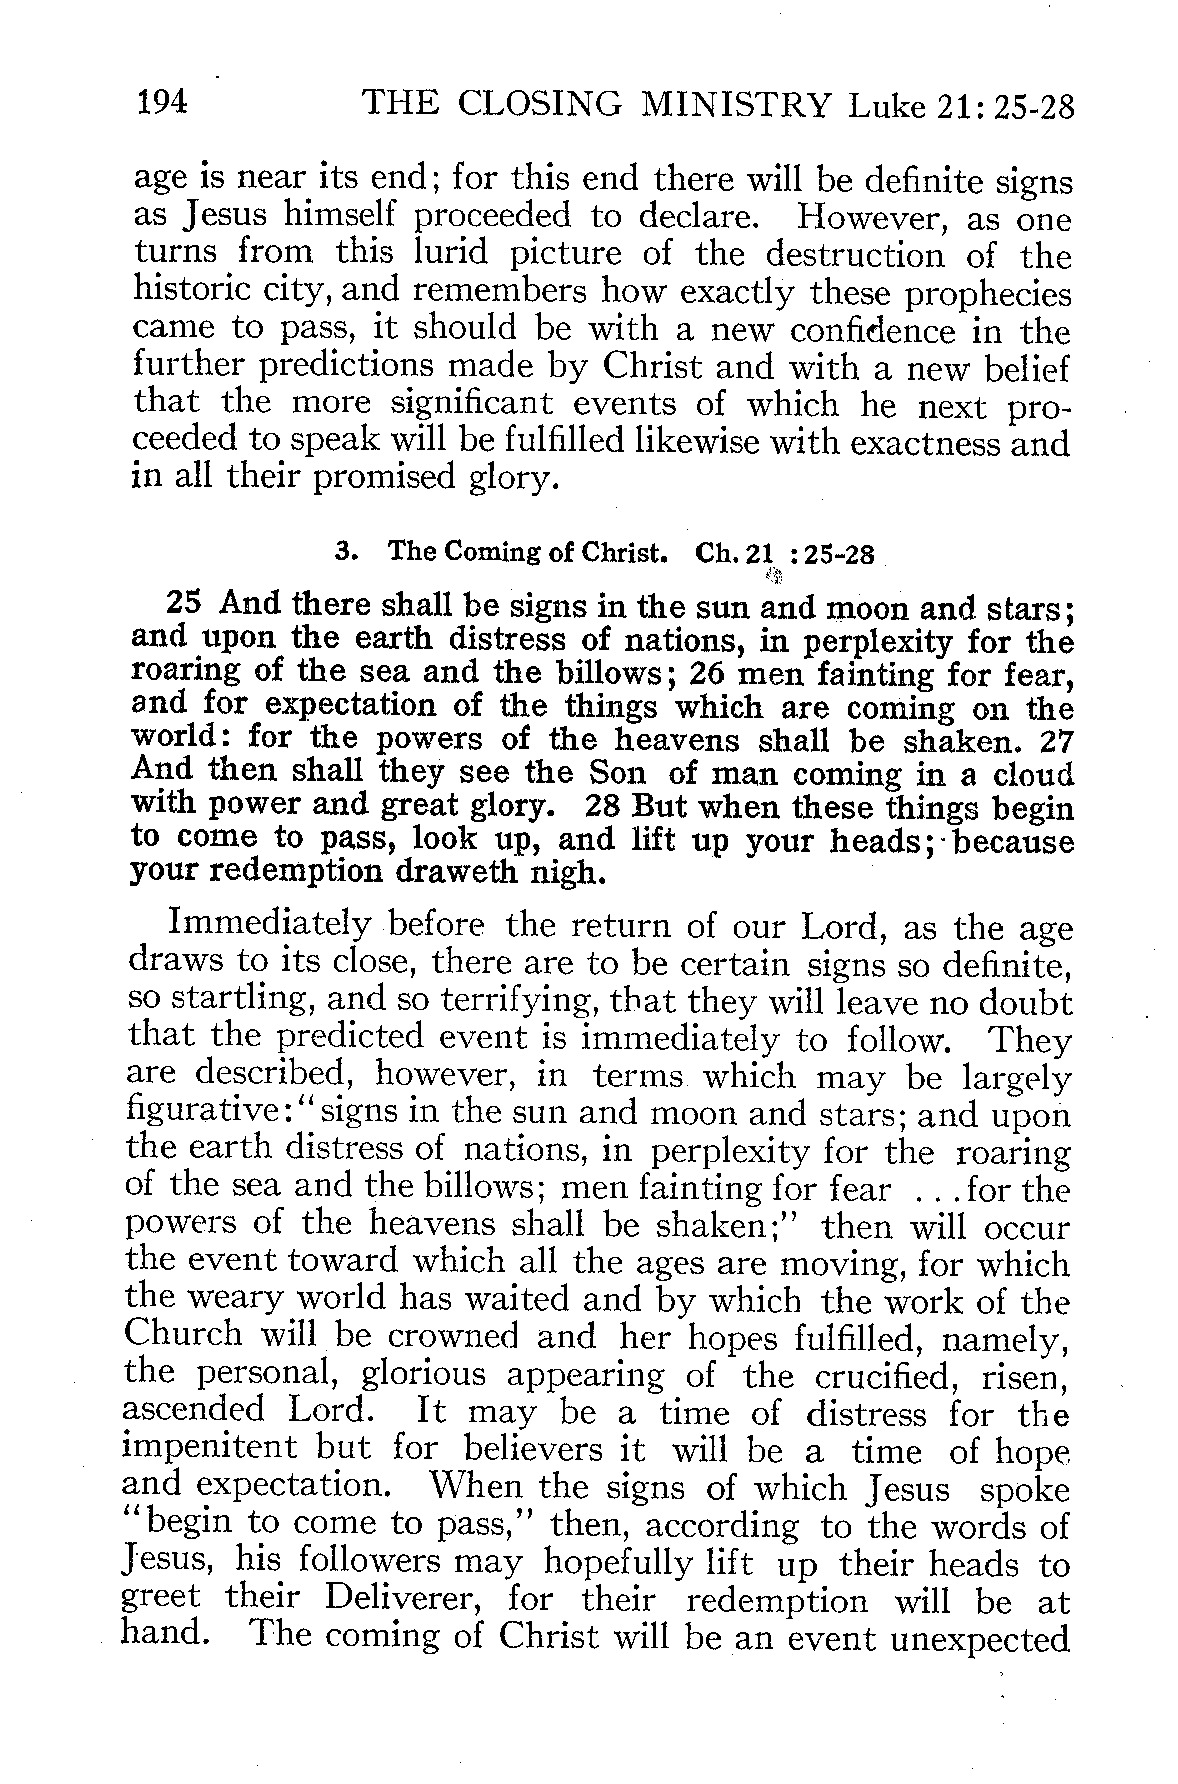 194 THE CLOSING MINISTRY Luke 21: 25-28
age is near its end; for this end there will be definite signs
as Jesus himself proceeded to declare. However, as one
turns from this lurid picture of the destruction of the
historic city, and remembers how exactly these prophecies
came to pass, it should be with a new confidence in the
further predictions made by Christ and with a new belief
that the more significant events of which he next pro-
ceeded to speak will be fulfilled likewise with exactness and
in all their promised glory.
3. The Coming of Christ. Ch. 21 : 25-28
25 And there shall be signs in the sun and moon and stars;
and upon the earth distress of nations, in perplexity for the
roaring of the sea and the billows; 26 men fainting for fear,
and for expectation of the things which are coming on the
world: for the powers of the heavens shall be shaken. 27
And then shall they see the Son of man coming in a cloud
with power and great glory. 28 But when these things begin
to come to pass, look up, and lift up your heads; because
your redemption draweth nigh.
Immediately before the return of our Lord, as the age
draws to its close, there are to be certain signs so definite,
so startling, and so terrifying, that they will leave no doubt
that the predicted event is immediately to follow. They
are described, however, in terms which may be largely
figurative: "signs in the sun and moon and stars; and upon
the earth distress of nations, in perplexity for the roaring
of the sea and the billows; men fainting for fear . . . for the
powers of the heavens shall be shaken;" then will occur
the event toward which all the ages are moving, for which
the weary world has waited and by which the work of the
Church will be crowned and her hopes fulfilled, namely,
the personal, glorious appearing of the crucified, risen,
ascended Lord. It may be a time of distress for the
impenitent but for believers it will be a time of hope
and expectation. When the signs of which Jesus spoke
"begin to come to pass," then, according to the words of
Jesus, his followers may hopefully lift up their heads to
greet their Deliverer, for their redemption will be at
hand. The coming of Christ will be an event unexpected